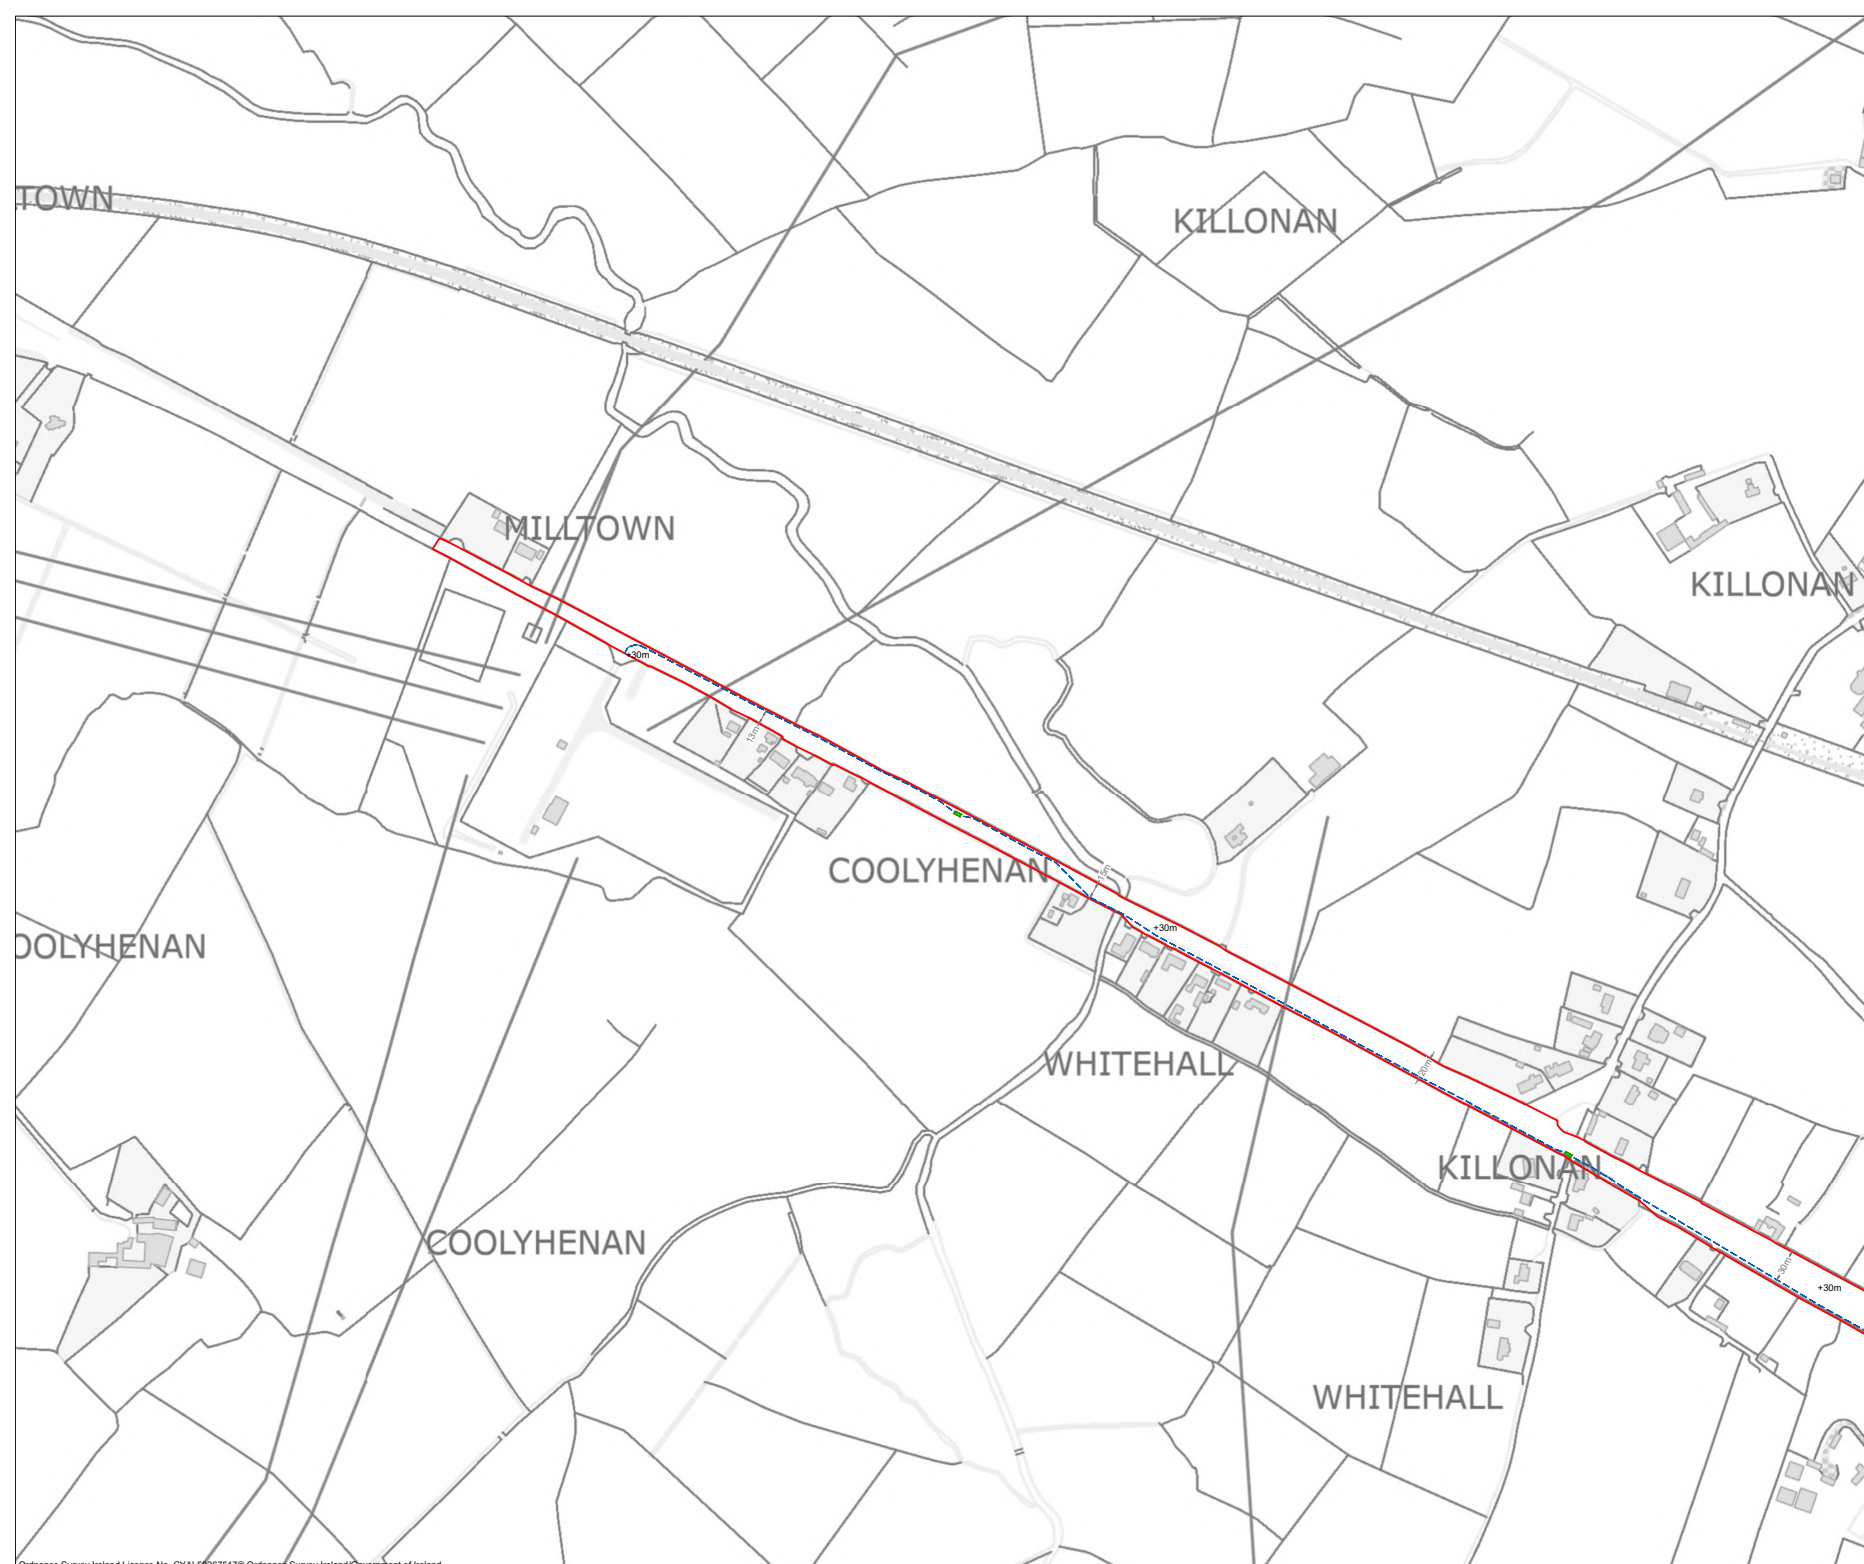 TOWN
KILLONAN
MILLTOWN
KILLONAN
+30m
13m
COOLYHENAN
15m
+30m
OOLYHENAN
WHITEHALL
20m
KILLONAN
COOLYHENAN
30m
+30m
WHITEHALL